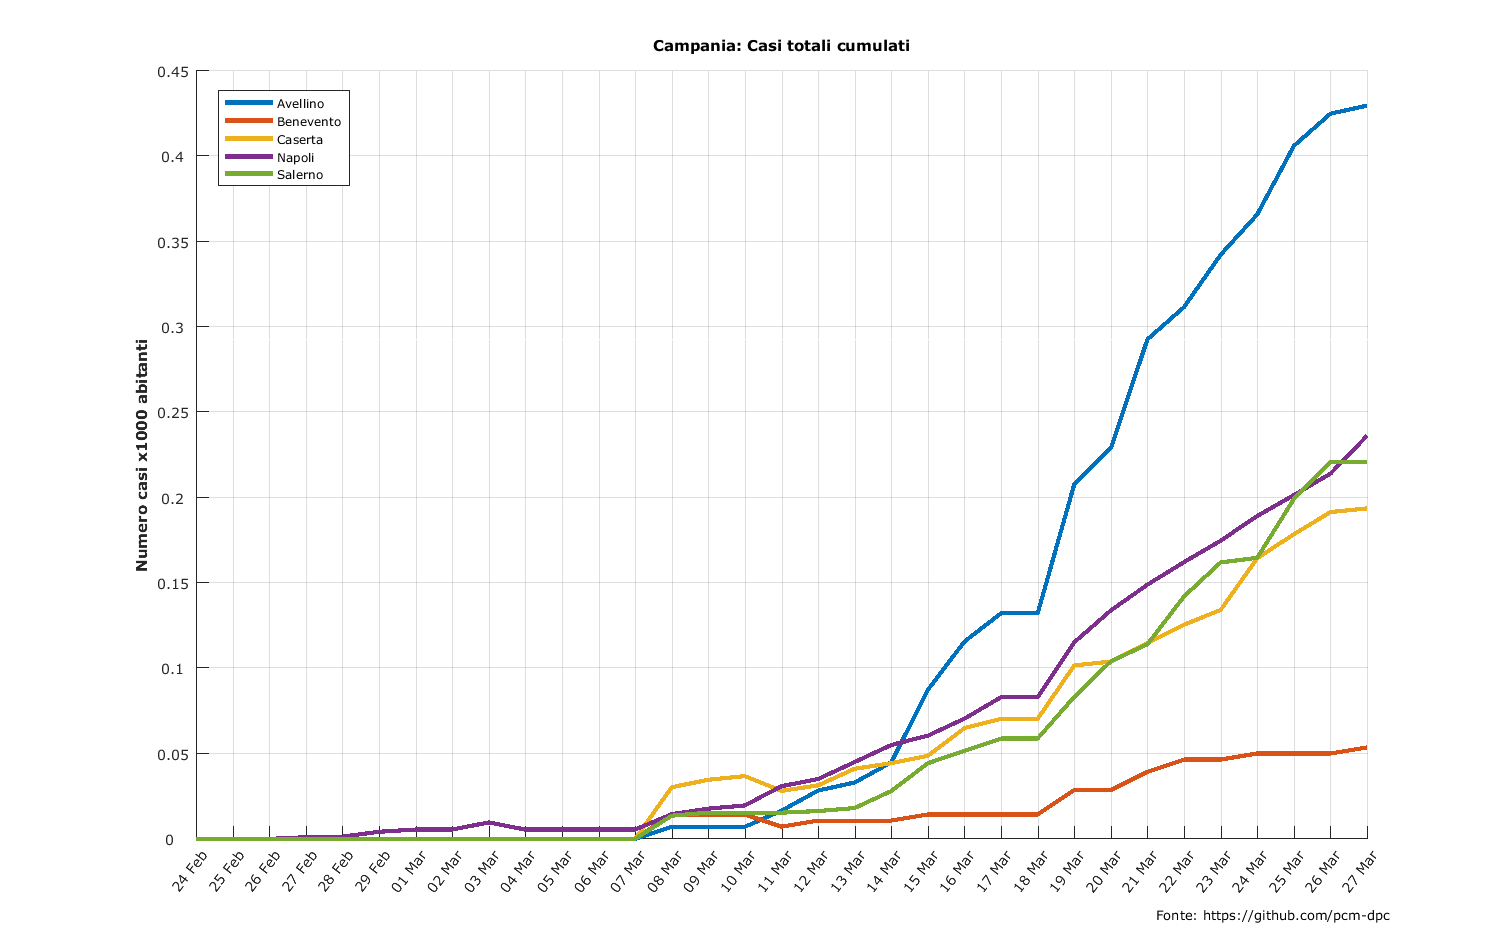 Campania: Casi totali cumulati
Numero casi x1000 abitanti
0.45
0.4
0.35
0.3
0.25
0.2
0.15
0.1
0.05
0
Avellino
Benevento
Caserta
Napoli
Salerno
24 Feb
25 Feb
26 Feb
27 Feb
28 Feb
29 Feb
01 Mar
02 Mar
03 Mar
04 Mar
05 Mar
06 Mar
07 Mar
08 Mar
09 Mar
10 Mar
11 Mar
12 Mar
13 Mar
14 Mar
15 Mar
16 Mar
17 Mar
18 Mar
19 Mar
20 Mar
21 Mar
22 Mar
23 Mar
24 Mar
25 Mar
26 Mar
27 Mar
Fonte: https://github.com/pcm-dpc